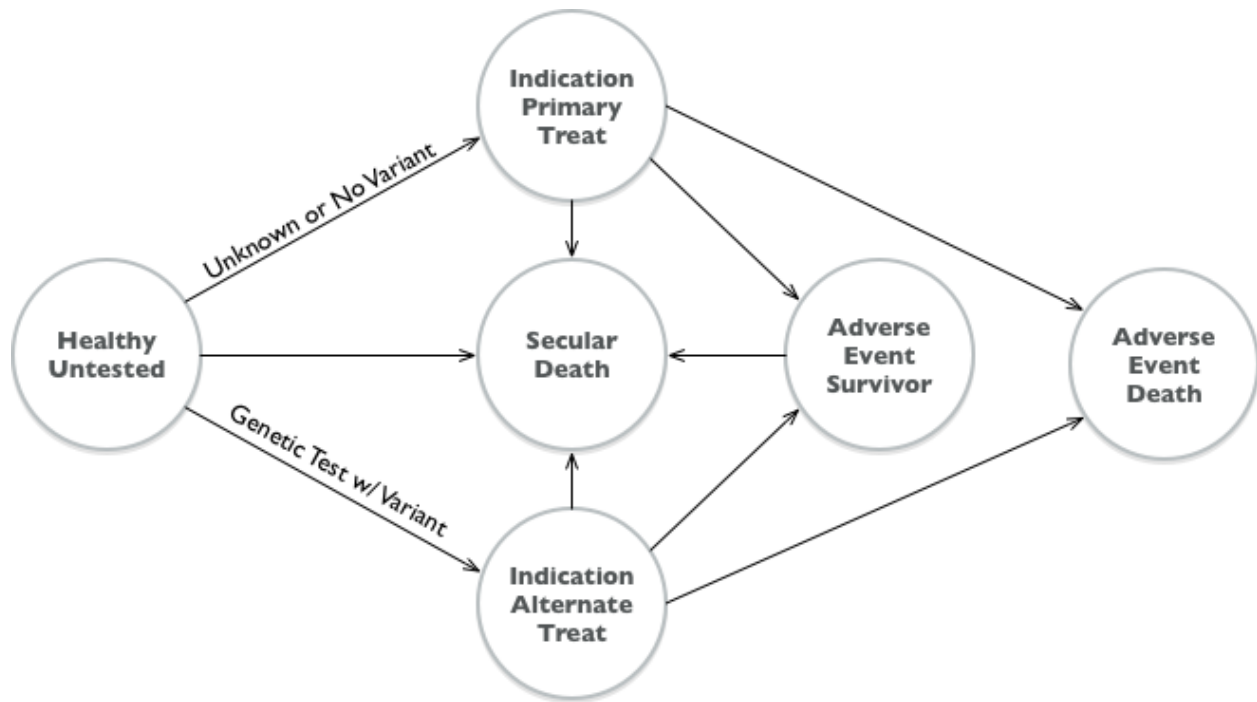 Indication
Primary
Treat
Unknown or No Variant
Healthy
Untested
Secular
Death
Adverse
Event
Survivor
Adverse
Event
Death
Genetic Test w/ Variant
Indication
Alternate
Treat